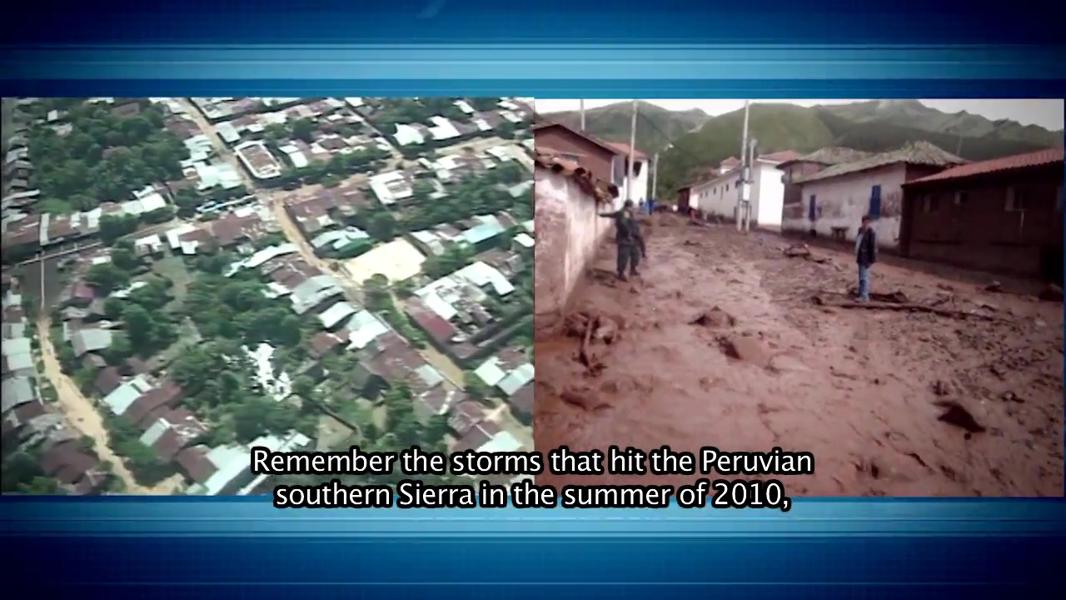 Remember the storms that hit the Peruvian
southern Sierra in the summer of 2010,